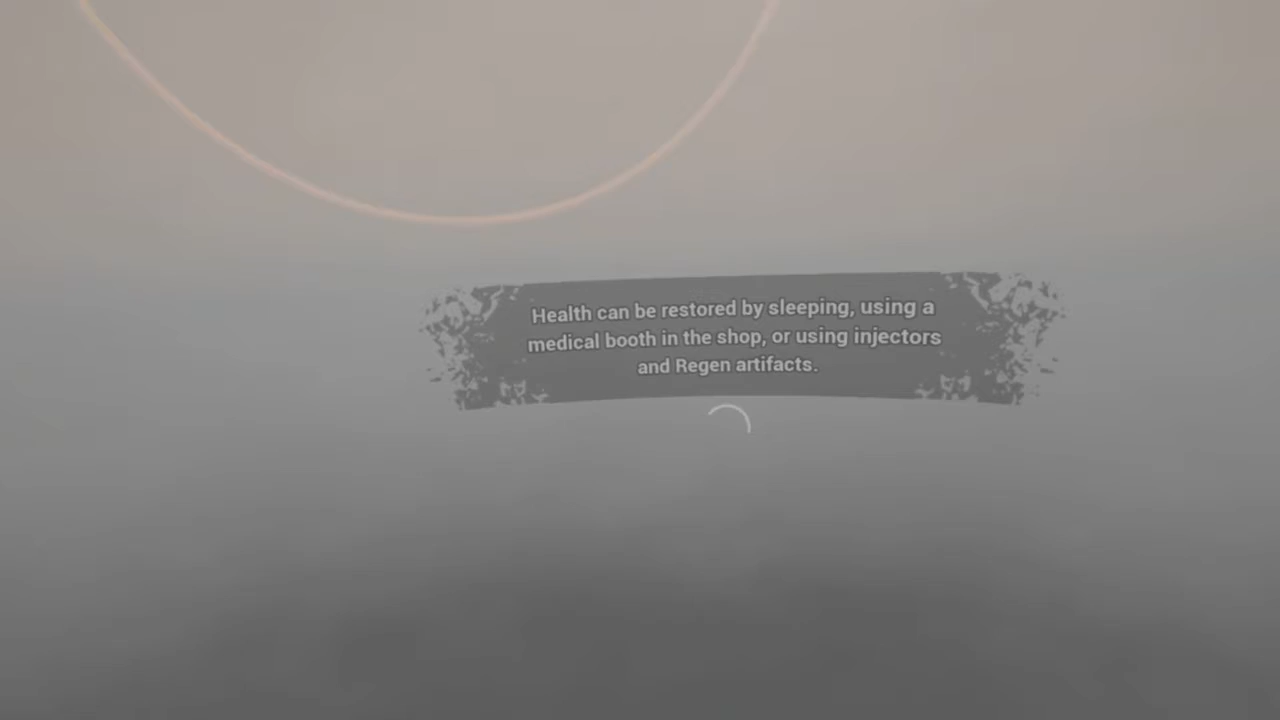 Health can be restored by sleeping, using a
medical booth in the shop, or using injectors
and Regen artifacts.